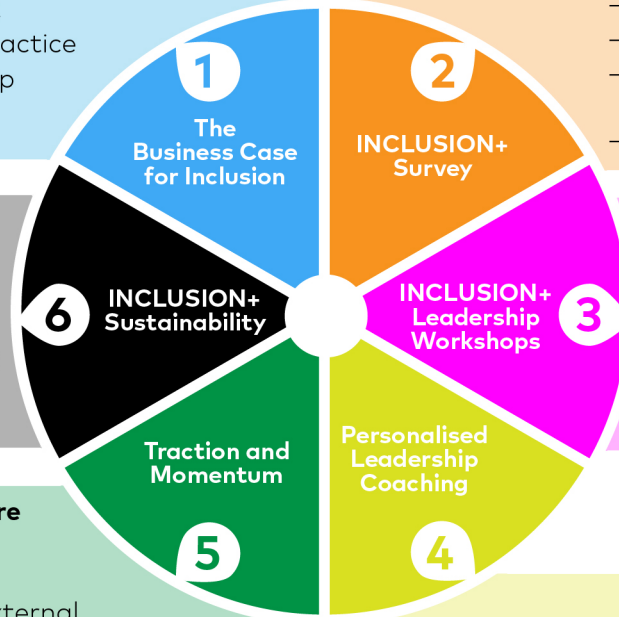 actice
p
1
The
Business Case
for Inclusion
2
INCLUSION+
Survey
3
INCLUSION+
Leadership
Workshops
4
Personalised
Leadership
Coaching
5
Traction and
Momentum
6
INCLUSION+
Sustainability
re
ternal